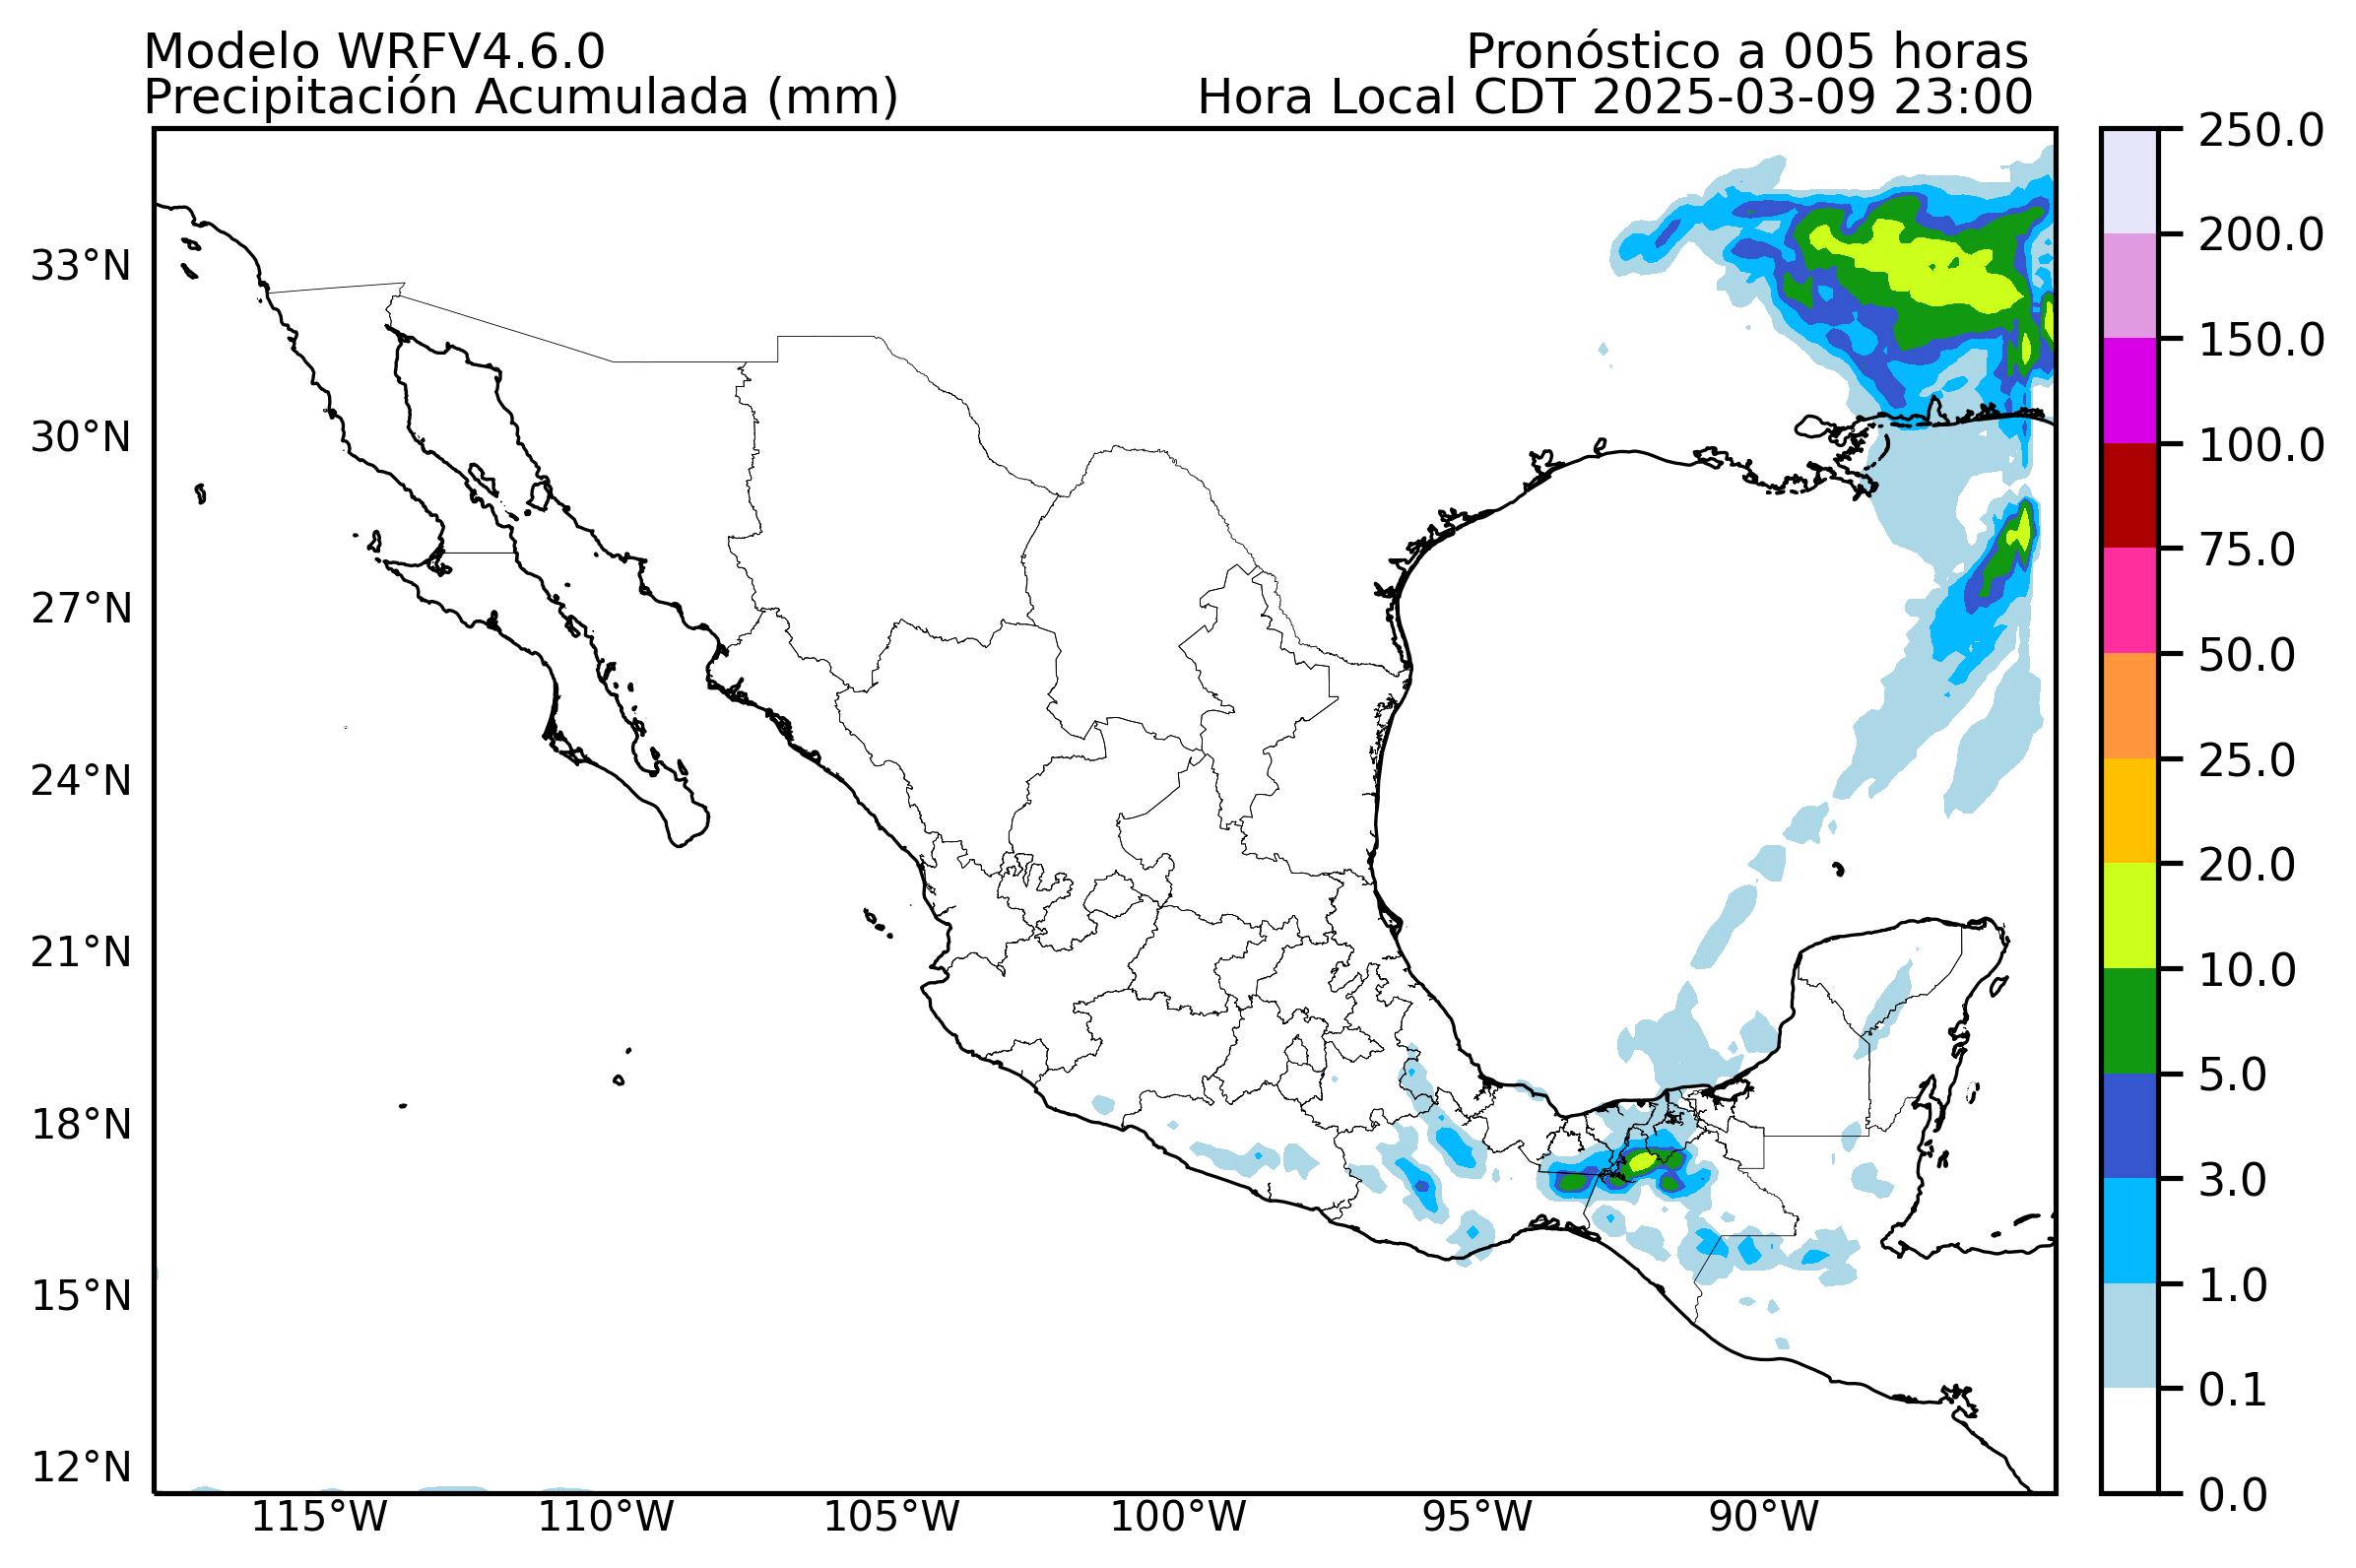 Modelo WRFV4.6.0
Pronóstico a 005 horas
Precipitación Acumulada (mm)
Hora Local CDT 2025-03-09 23:00
33°N
30°N
27°N
24°N
21°N
18°N
15°N
12°N
115°W
110°W
105°W
100°W
95°W
90°W
250.0
200.0
150.0
100.0
75.0
50.0
25.0
20.0
10.0
5.0
3.0
1.0
0.1
0.0